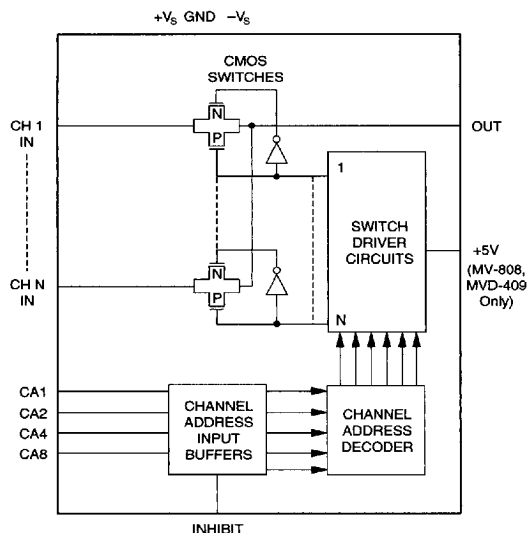 +VS GND –VS
CMOS
SWITCHES
CH 1
IN
N
P
OUT
1
SWITCH
DRIVER
CIRCUITS
N
+5V
(MV-808,
MVD-409
Only)
CH N
IN
N
P
CA1
CA2
CA4
CA8
CHANNEL
ADDRESS
INPUT
BUFFERS
CHANNEL
ADDRESS
DECODER
INHIBIT